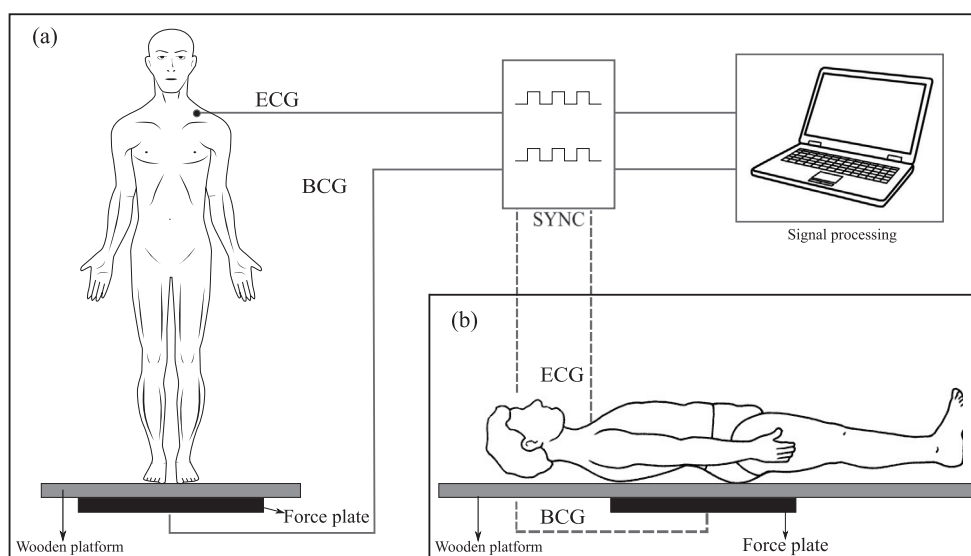 (a)
ECG
BCG
SYNC
Signal processing
Force plate
Wooden platform
(b)
ECG
BCG
Wooden platform
Force plate